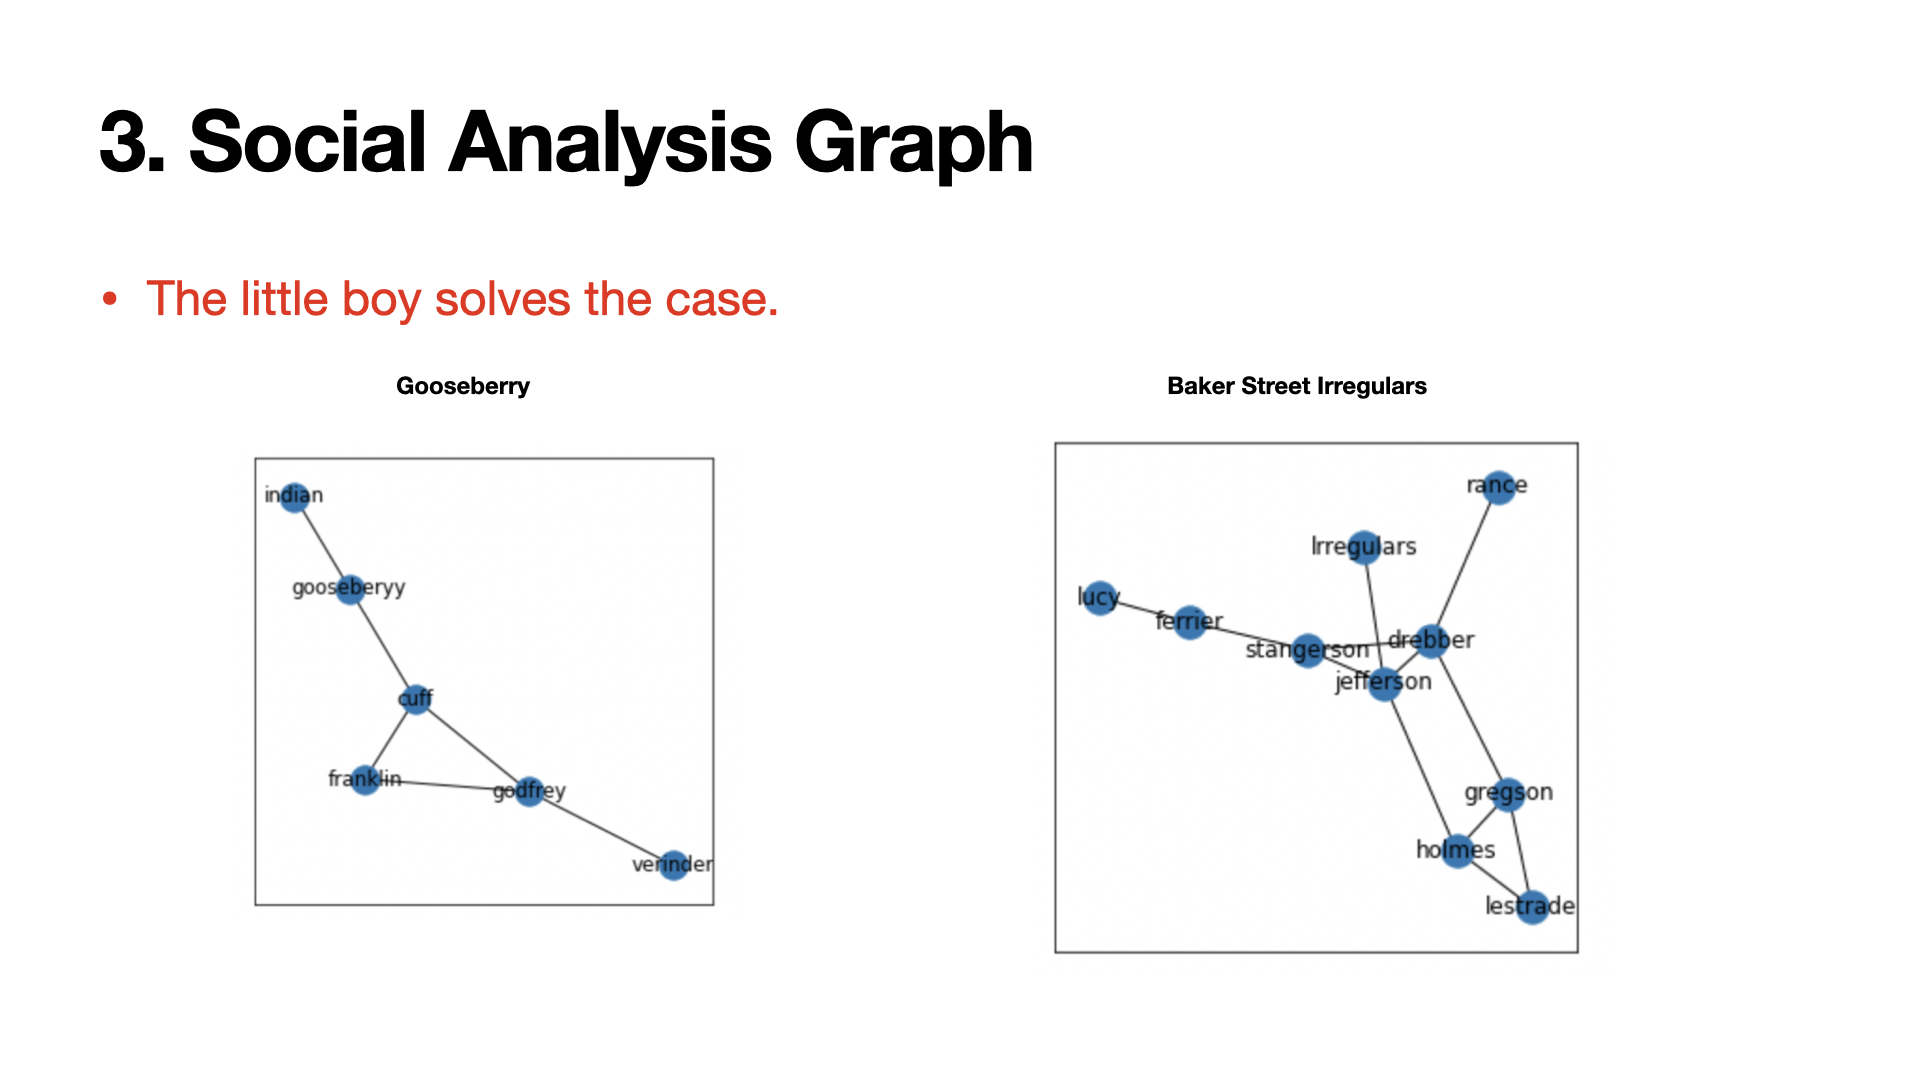 3. Social Analysis Graph
• The little boy solves the case.
Gooseberry
indian
gooseberyy
cuff
franklin
godfrey
verinder
Baker Street Irregulars
rance
Irregulars
lucy
ferrier
stangerson
drebber
jefferson
gregson
holmes
lestrade